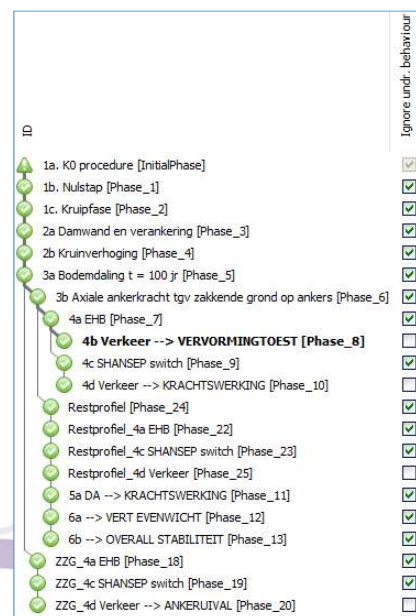 ID
Ignore undr. behaviour
1a. K0 procedure [InitialPhase]
1b. Nulstap [Phase_1]
1c. Kruipfase [Phase_2]
2a Damwand en verankering [Phase_3]
2b Kruinverhoging [Phase_4]
3a Bodemdaling t = 100 jr [Phase_5]
3b Axiale ankerkracht tgv zakkende grond op ankers [Phase_6]
4a EHB [Phase_7]
4b Verkeer --> VERVORMINGTOEST [Phase_8]
4c SHANSEP switch [Phase_9]
4d Verkeer --> KRACHTSWERKING [Phase_10]
Restprofiel [Phase_24]
Restprofiel_4a EHB [Phase_22]
Restprofiel_4c SHANSEP switch [Phase_23]
Restprofiel_4d Verkeer [Phase_25]
5a DA --> KRACHTSWERKING [Phase_11]
6a --> VERT EVENWICHT [Phase_12]
6b --> OVERALL STABILITEIT [Phase_13]
ZZG_4a EHB [Phase_18]
ZZG_4c SHANSEP switch [Phase_19]
ZZG_4d Verkeer --> ANKERUIVAL [Phase_20]